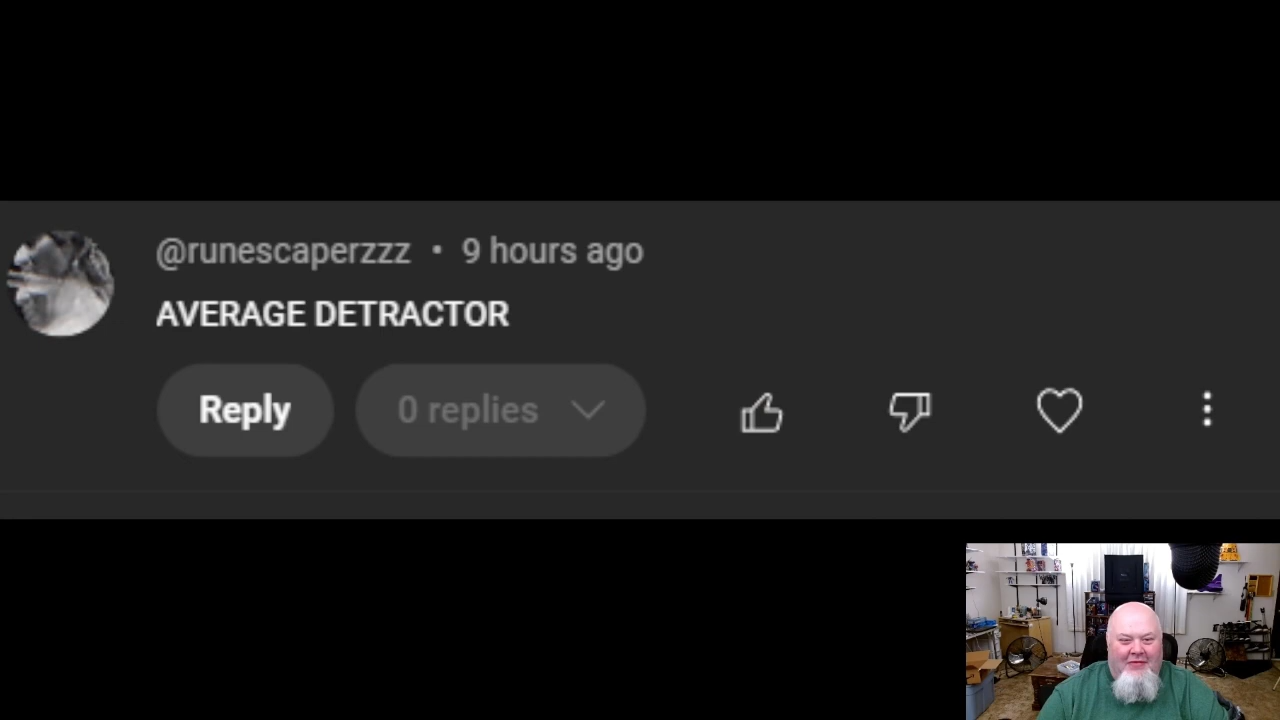 @runescaperzzz • 9 hours ago
AVERAGE DETRACTOR
Reply 0 replies